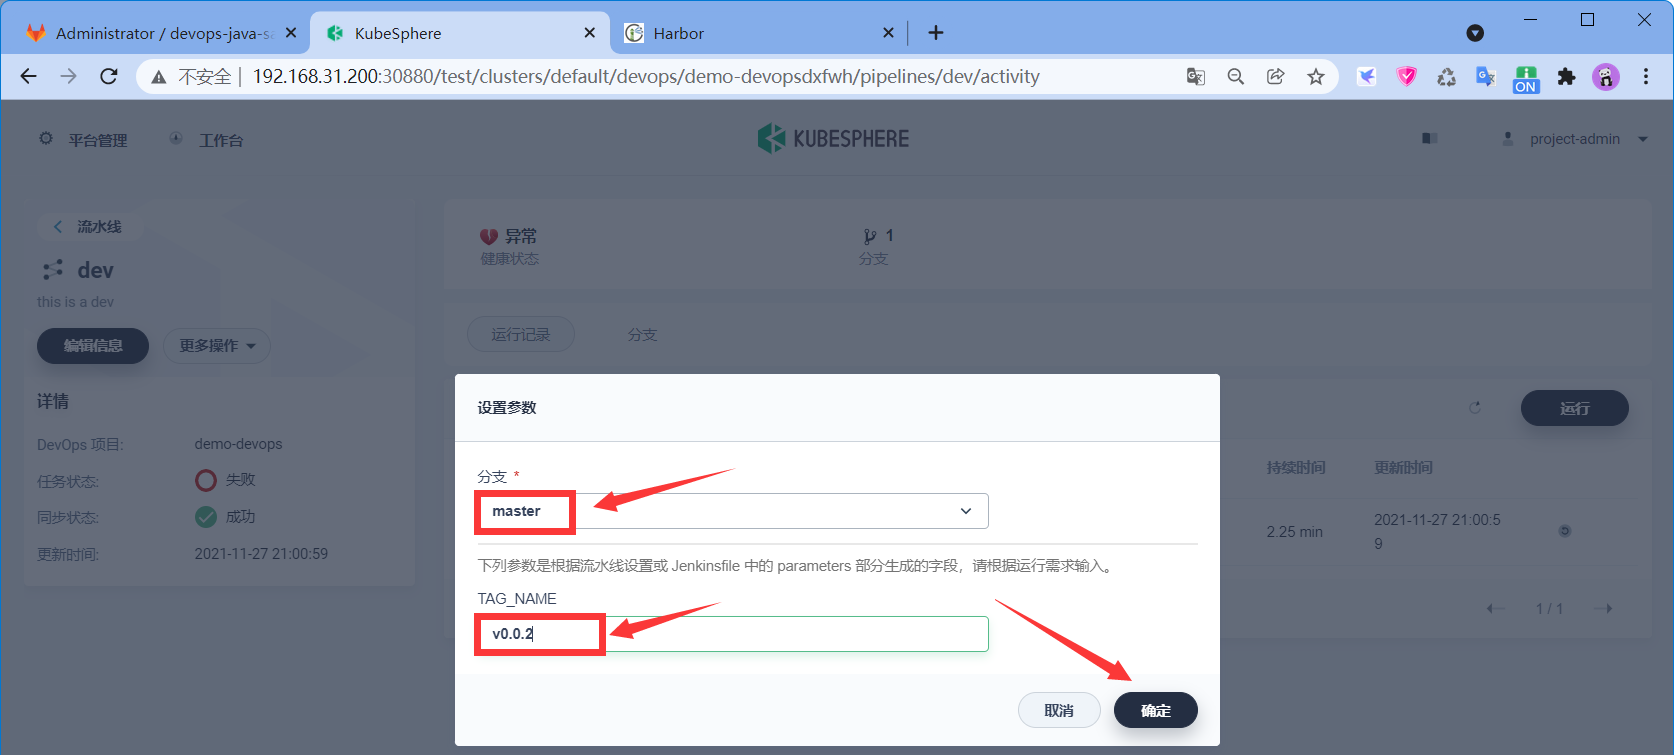 Administrator / devops-java-sa
KubeSphere
Harbor
不安全 | 192.168.31.200:30880/test/clusters/default/devops/demo-devopsdxfwh/pipelines/dev/activity
ON
平台管理
工作台
KUBESPHERE
project-admin
流水线
dev
this is a dev
编辑信息
更多操作
详情
DevOps 项目:
demo-devops
任务状态:
失败
同步状态:
成功
更新时间:
2021-11-27 21:00:59
异常
健康状态
1
分支
运行记录
分支
运行
持续时间
更新时间
2.25 min
2021-11-27 21:00:5
9
1 / 1
设置参数
分支 *
master
下列参数是根据流水线设置或 Jenkinsfile 中的 parameters 部分生成的字段，请根据运行需求输入。
TAG_NAME
v0.0.2
取消
确定